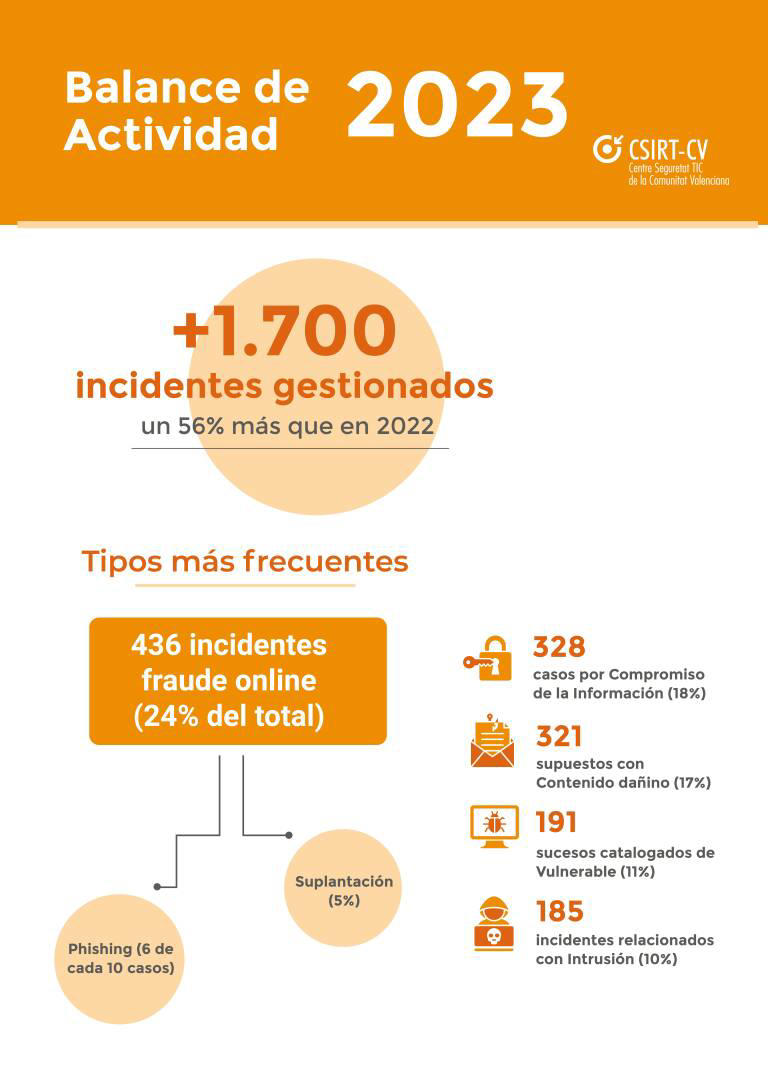 Balance de
Actividad
2023
CSIRT-CV
Centre Seguretat TIC
de la Comunitat Valenciana
+1.700
incidentes gestionados
un 56% más que en 2022
Tipos más frecuentes
436 incidentes
fraude online
(24% del total)
328
casos por Compromiso
de la Información (18%)
321
supuestos con
Contenido dañino (17%)
191
sucesos catalogados de
Vulnerable (11%)
185
incidentes relacionados
con Intrusión (10%)
Suplantación
(5%)
Phishing (6 de
cada 10 casos)